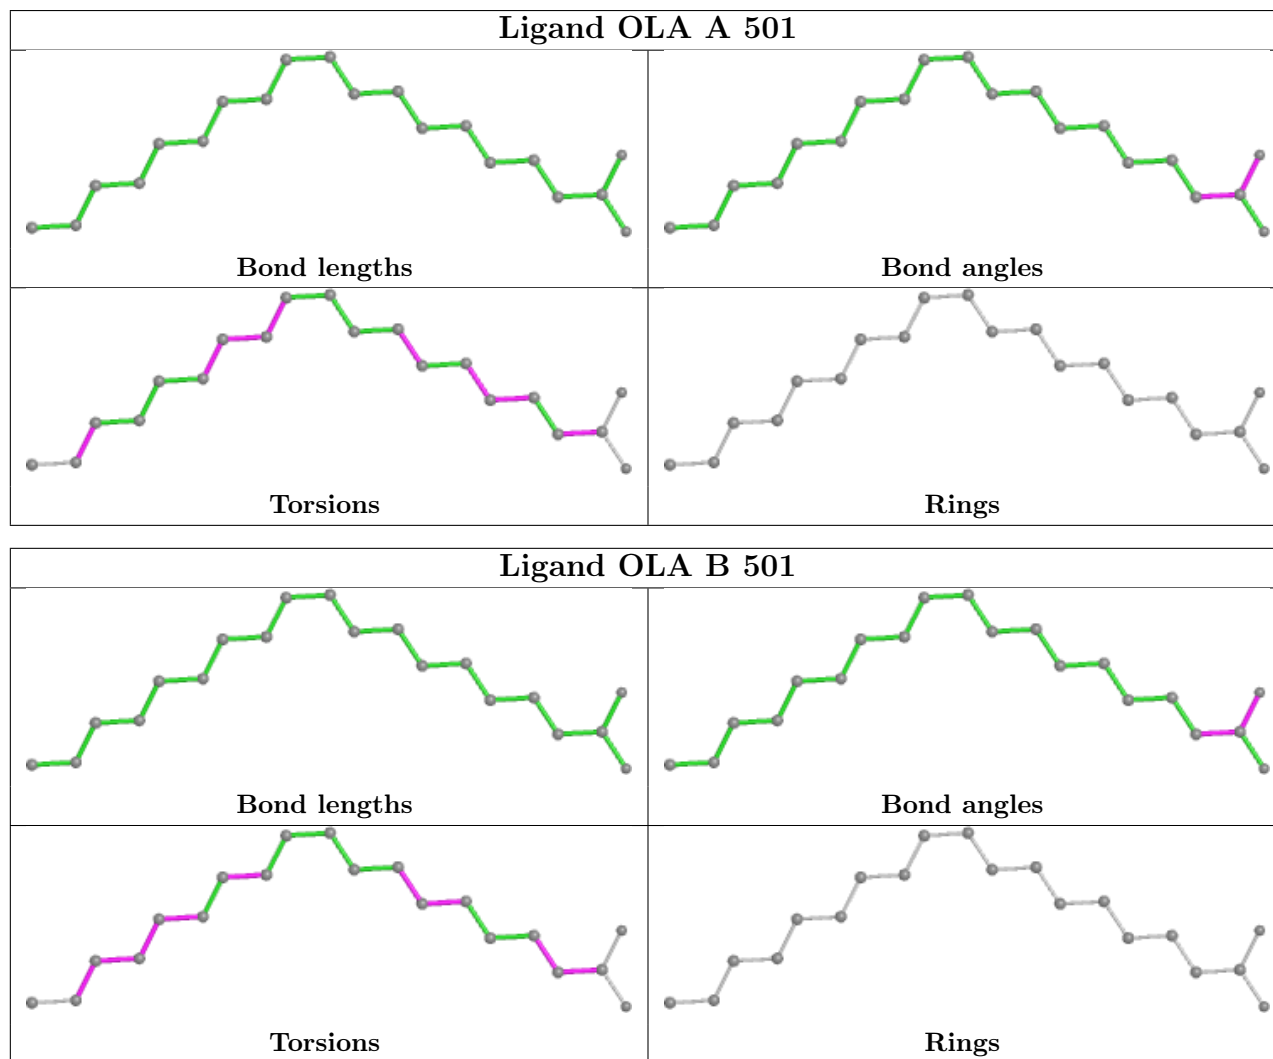 Ligand OLA A 501
Bond lengths
Bond angles
Torsions
Rings
Ligand OLA B 501
Bond lengths
Bond angles
Torsions
Rings